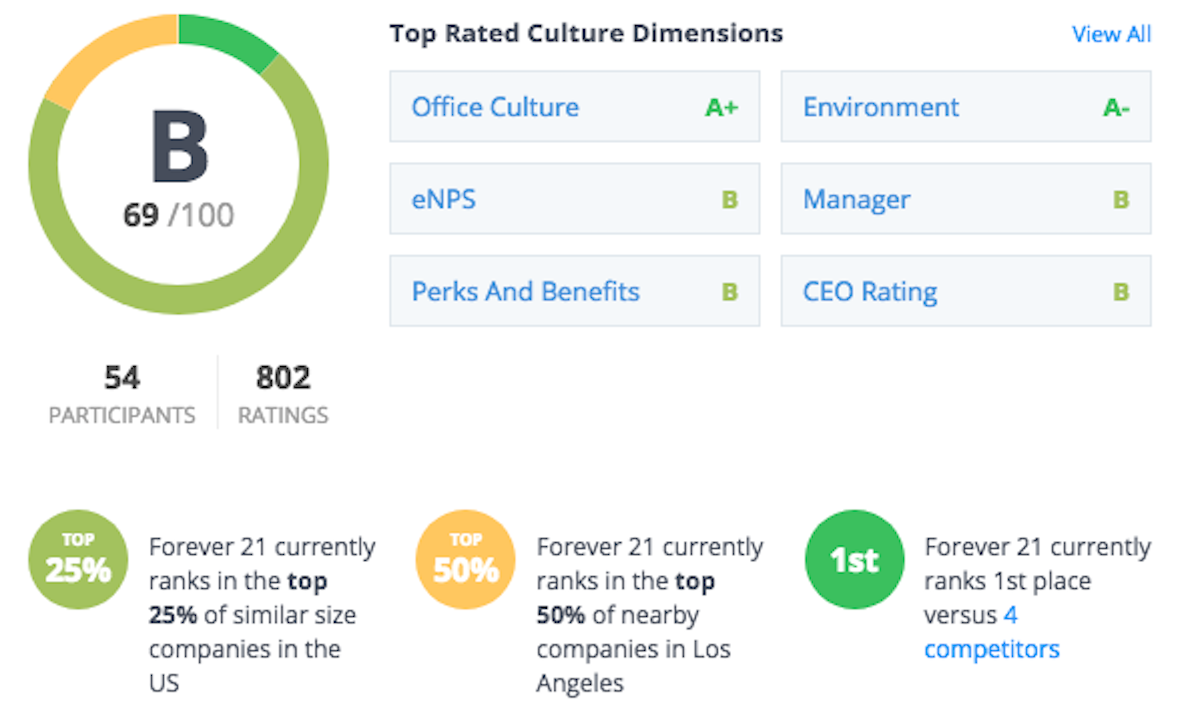 B
69 /100
54
PARTICIPANTS
802
RATINGS
Top Rated Culture Dimensions
View All
Office Culture A+
Environment A-
eNPS B
Manager B
Perks And Benefits B
CEO Rating B
TOP
25%
Forever 21 currently
ranks in the top
25% of similar size
companies in the
US
TOP
50%
Forever 21 currently
ranks in the top
50% of nearby
companies in Los
Angeles
1st
Forever 21 currently
ranks 1st place
versus 4
competitors